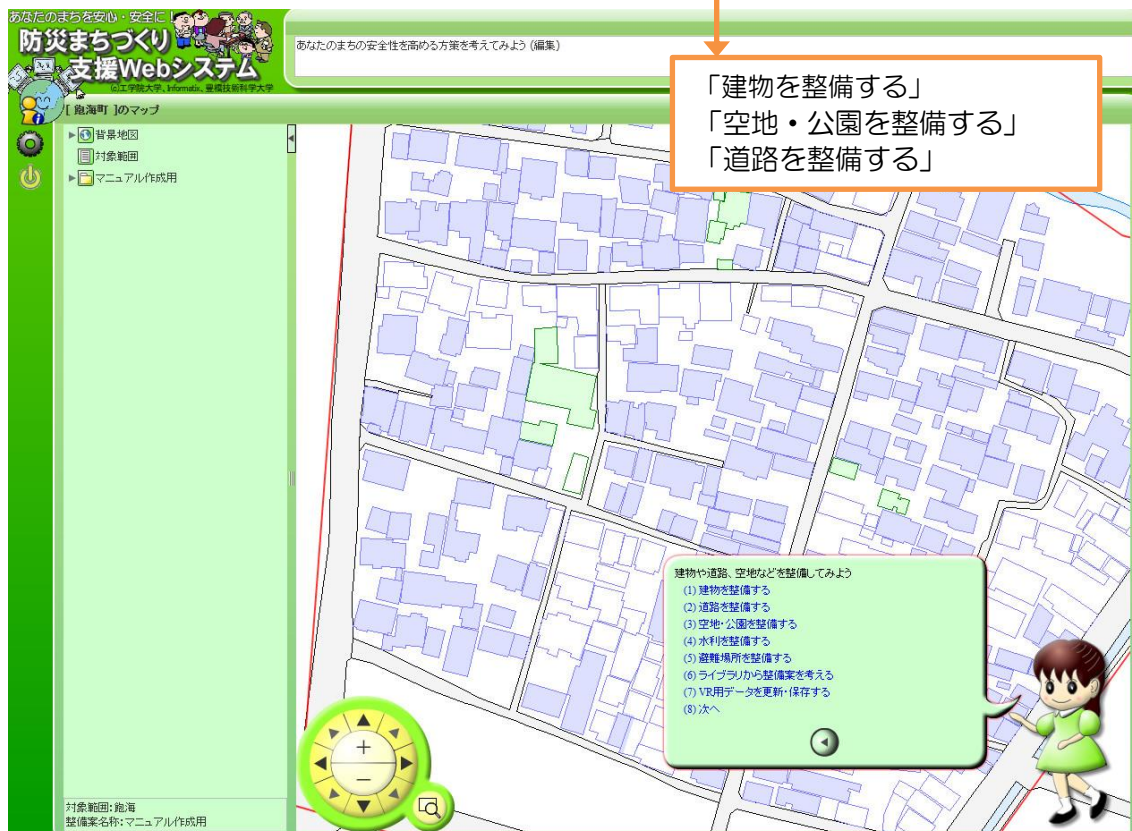 あなたのまちを安心・安全に!
防災まちづくり
支援Webシステム
(c)工学院大学、Informatix、豊橋技術科学大学
あなたのまちの安全性を高める方策を考えてみよう (編集)
「建物を整備する」
「空地・公園を整備する」
「道路を整備する」
[ 飽海町 ]のマップ
背景地図
対象範囲
マニュアル作成用
建物や道路、空地などを整備してみよう
(1) 建物を整備する
(2) 道路を整備する
(3) 空地・公園を整備する
(4) 水利を整備する
(5) 避難場所を整備する
(6) ライブラリから整備案を考える
(7) VR用データを更新・保存する
(8) 次へ
対象範囲:飽海
整備案名称:マニュアル作成用